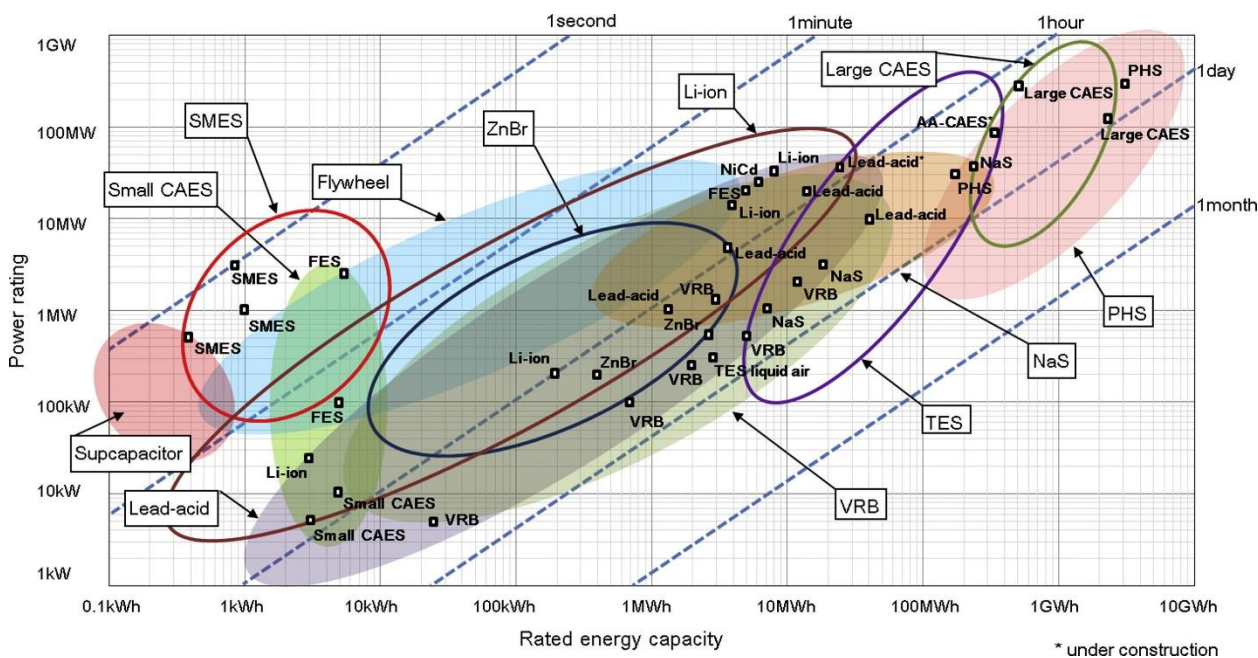 1second
1minute
1hour
1GW
Large CAES
PHS
1day
Li-ion
Large CAES
SMES
ZnBr
AA-CAES*
Large CAES
100MW
Small CAES
Flywheel
NiCd
Li-ion
Lead-acid*
NaS
FES
Lead-acid
PHS
Li-ion
1month
10MW
Lead-acid
FES
SMES
Lead-acid
NaS
VRB
VRB
Lead-acid
PHS
1MW
SMES
ZnBr
NaS
SMES
VRB
NaS
Li-ion
ZnBr
VRB
TES liquid air
100kW
FES
VRB
TES
Supcapacitor
Li-ion
Lead-acid
Small CAES
VRB
10kW
Small CAES
VRB
1kW
Power rating
0.1kWh
1kWh
10kWh
100kWh
1MWh
10MWh
100MWh
1GWh
10GWh
Rated energy capacity
* under construction